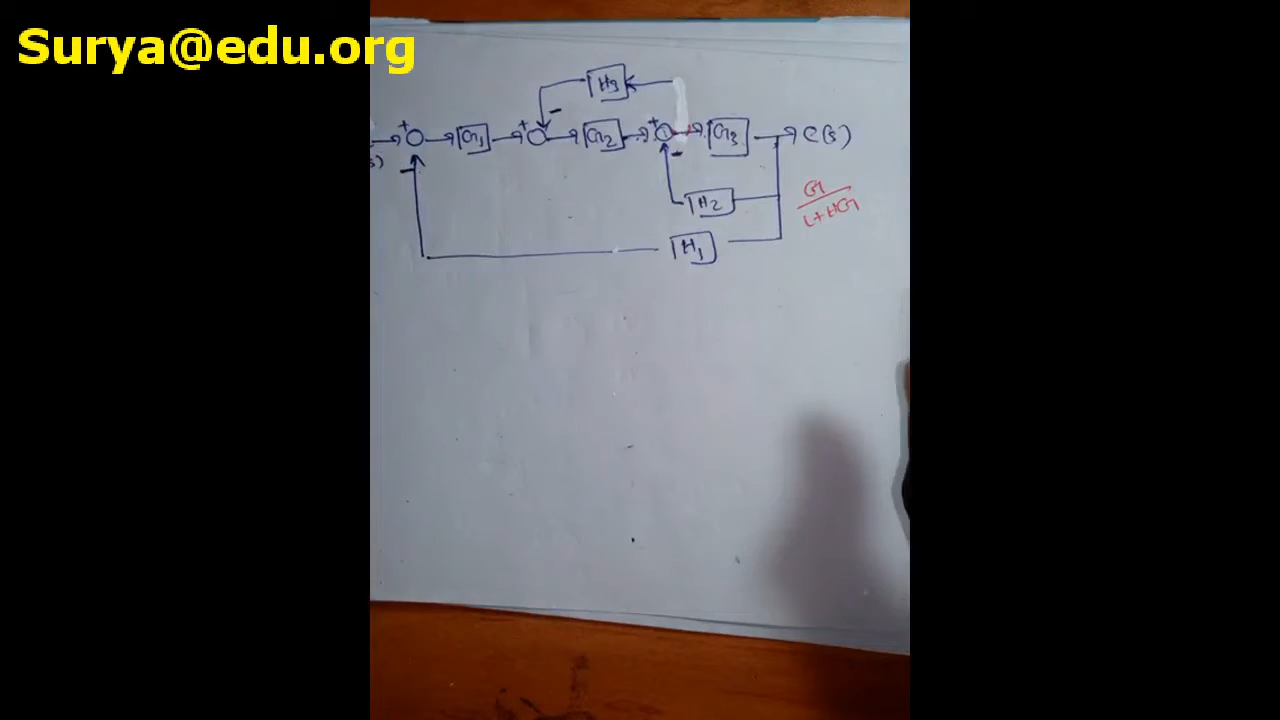 Surya@edu.org
H3
-
+ + +
G1 G2 G3 C(s)
s)
- -
H2
G
1+HG
H1